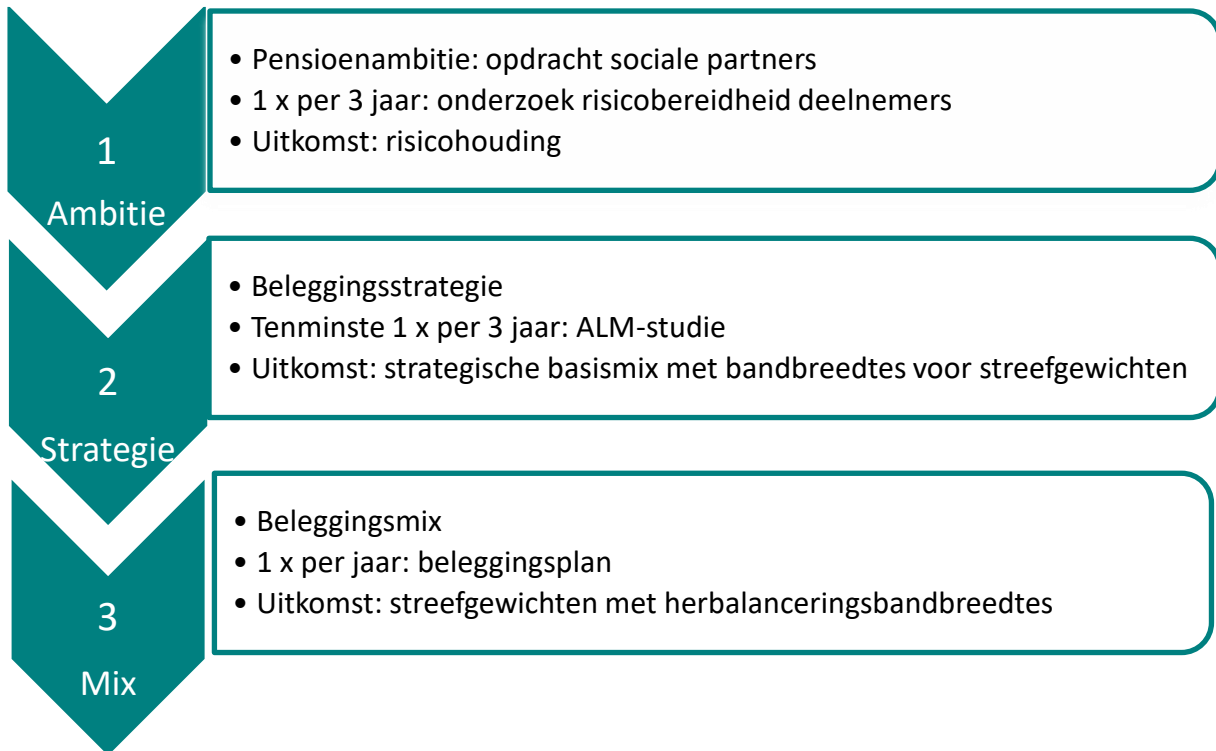 1
Ambitie
• Pensioenambitie: opdracht sociale partners
• 1 x per 3 jaar: onderzoek risicobereidheid deelnemers
• Uitkomst: risicohouding
2
Strategie
• Beleggingsstrategie
• Tenminste 1 x per 3 jaar: ALM-studie
• Uitkomst: strategische basismix met bandbreedtes voor streefgewichten
3
Mix
• Beleggingsmix
• 1 x per jaar: beleggingsplan
• Uitkomst: streefgewichten met herbalanceringsbandbreedtes